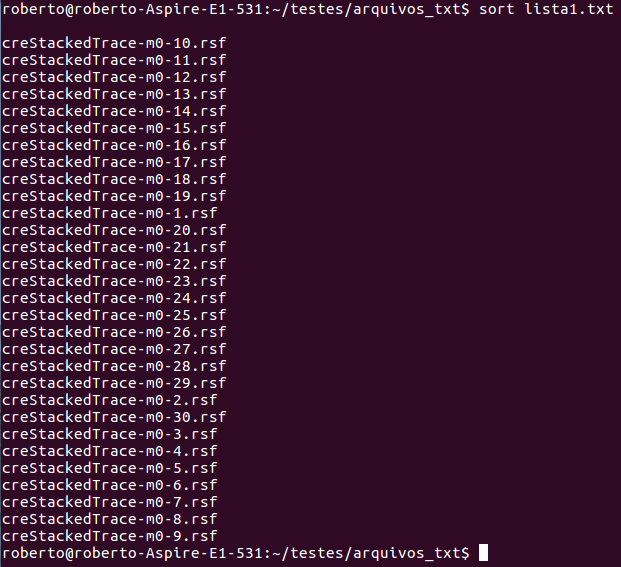 roberto@roberto-Aspire-E1-531:~/testes/arquivos_txt$ sort lista1.txt
creStackedTrace-m0-10.rsf
creStackedTrace-m0-11.rsf
creStackedTrace-m0-12.rsf
creStackedTrace-m0-13.rsf
creStackedTrace-m0-14.rsf
creStackedTrace-m0-15.rsf
creStackedTrace-m0-16.rsf
creStackedTrace-m0-17.rsf
creStackedTrace-m0-18.rsf
creStackedTrace-m0-19.rsf
creStackedTrace-m0-1.rsf
creStackedTrace-m0-20.rsf
creStackedTrace-m0-21.rsf
creStackedTrace-m0-22.rsf
creStackedTrace-m0-23.rsf
creStackedTrace-m0-24.rsf
creStackedTrace-m0-25.rsf
creStackedTrace-m0-26.rsf
creStackedTrace-m0-27.rsf
creStackedTrace-m0-28.rsf
creStackedTrace-m0-29.rsf
creStackedTrace-m0-2.rsf
creStackedTrace-m0-30.rsf
creStackedTrace-m0-3.rsf
creStackedTrace-m0-4.rsf
creStackedTrace-m0-5.rsf
creStackedTrace-m0-6.rsf
creStackedTrace-m0-7.rsf
creStackedTrace-m0-8.rsf
creStackedTrace-m0-9.rsf
roberto@roberto-Aspire-E1-531:~/testes/arquivos_txt$